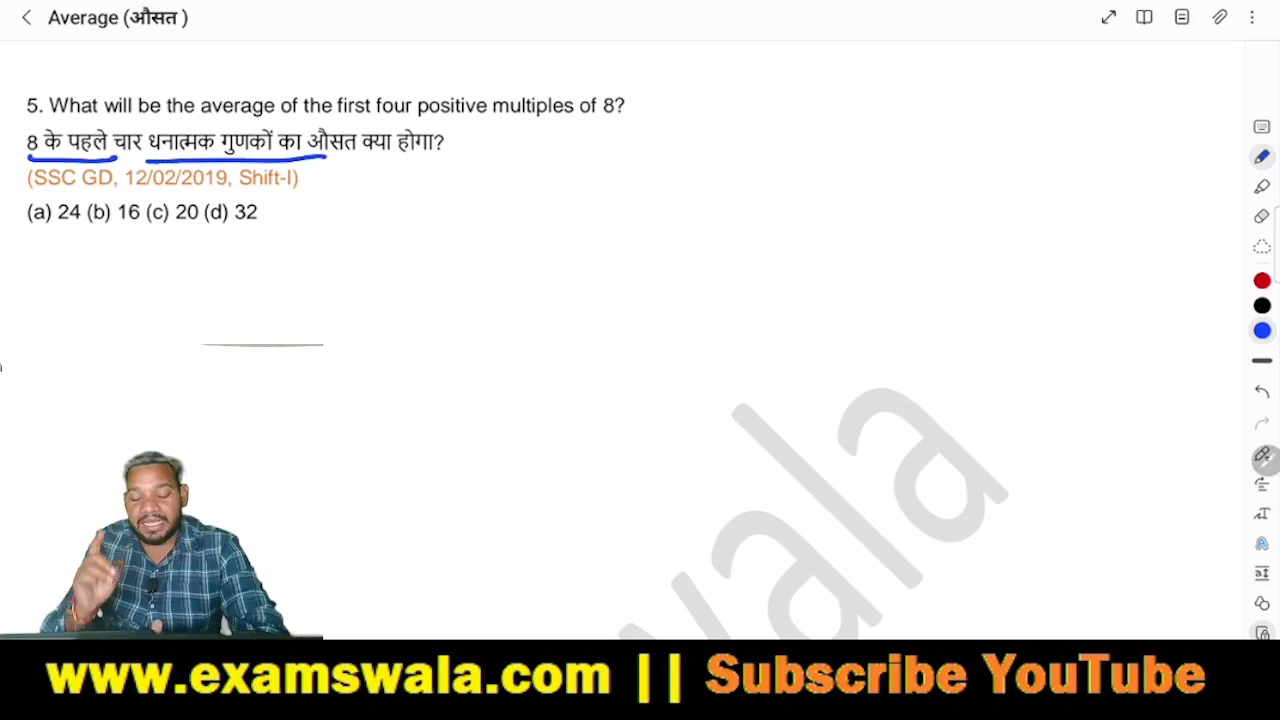 Average (औसत )
5. What will be the average of the first four positive multiples of 8?
8 के पहले चार धनात्मक गुणकों का औसत क्या होगा?
(SSC GD, 12/02/2019, Shift-I)
(a) 24 (b) 16 (c) 20 (d) 32
wala
www.examswala.com || Subscribe YouTube